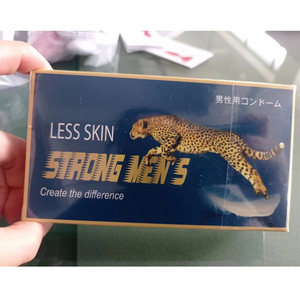 男性用コンドーム
LESS SKIN
STRONG MEN'S
Create the difference